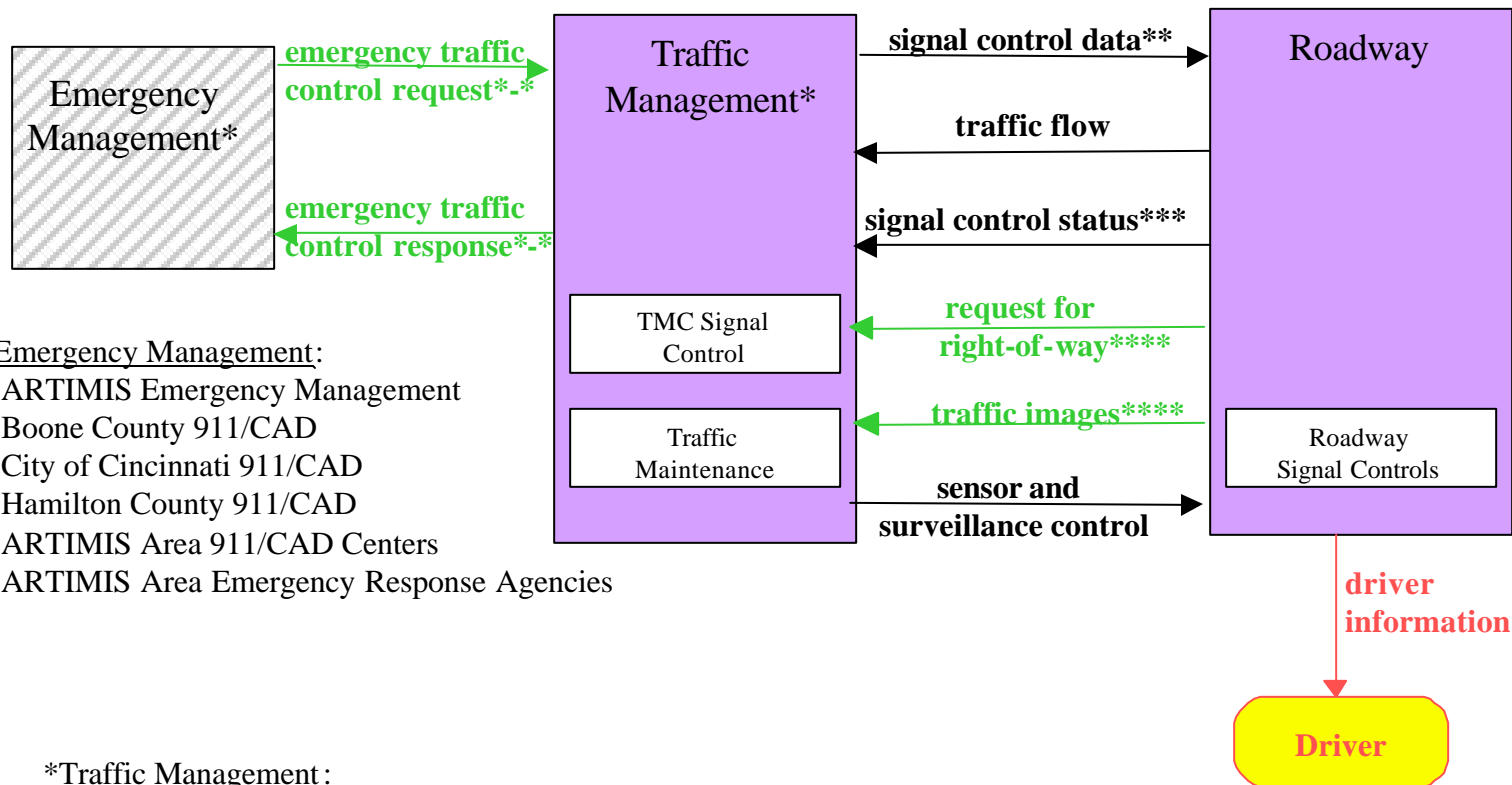 Emergency
Management*
emergency traffic
control request*-*
emergency traffic
control response*-*
Traffic
Management*
TMC Signal
Control
Traffic
Maintenance
signal control data**
traffic flow
signal control status***
request for
right-of-way****
traffic images****
sensor and
surveillance control
Roadway
Roadway
Signal Controls
driver
information
Driver
Emergency Management:
ARTIMIS Emergency Management
Boone County 911/CAD
City of Cincinnati 911/CAD
Hamilton County 911/CAD
ARTIMIS Area 911/CAD Centers
ARTIMIS Area Emergency Response Agencies
*Traffic Management: